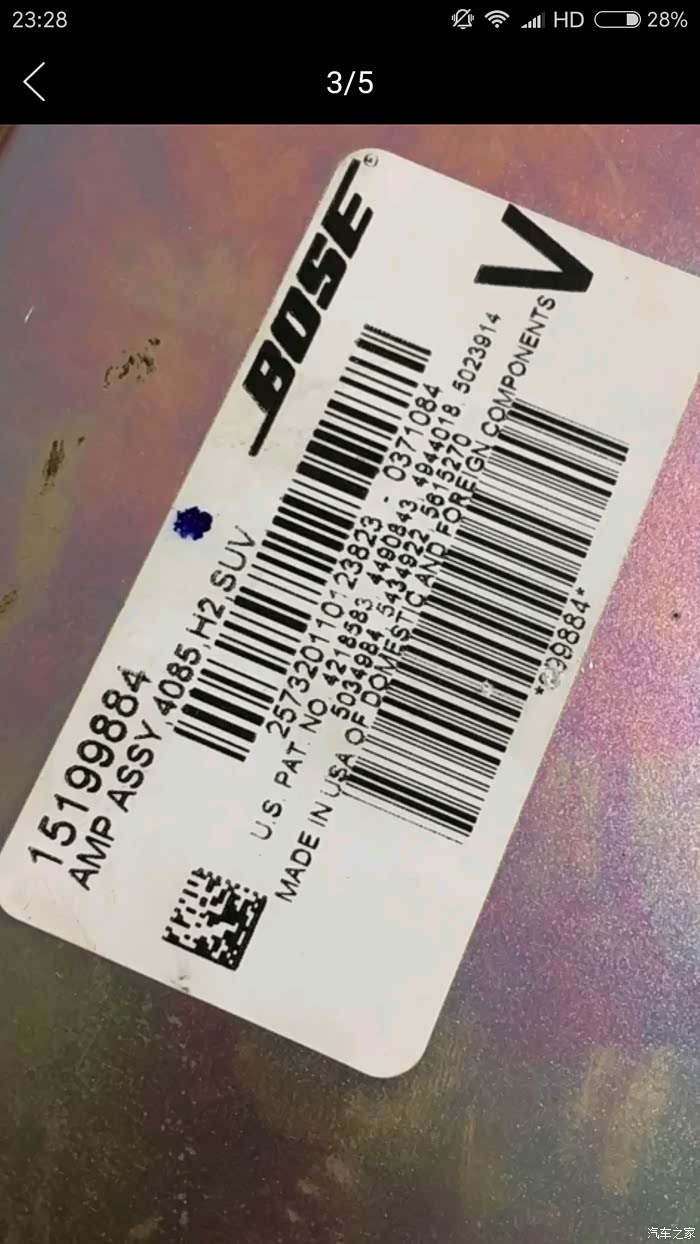 23:28
HD
28%
3/5
BOSE
V
15199884
AMP ASSY,4085,H2,SUV
257320110123823 - 0371084
U.S. PAT. NO. 4218583, 4490843, 4944018, 5023914
5034984, 5434922, 5615270
MADE IN USA OF DOMESTIC AND FOREIGN COMPONENTS
汽车之家